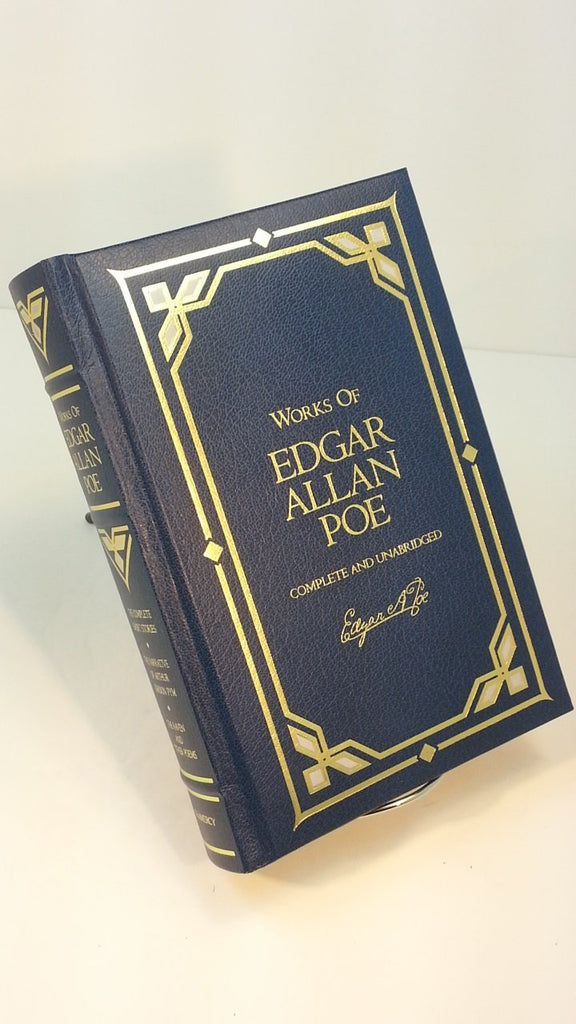 WORKS OF
EDGAR
ALLAN
POE
COMPLETE AND UNABRIDGED
Edgar A Poe
WORKS OF
EDGAR
ALLAN
POE
THE COMPLETE
SHORT STORIES
THE NARRATIVE
OF ARTHUR
GORDON PYM
THE RAVEN
AND
OTHER POEMS
GRAMERCY